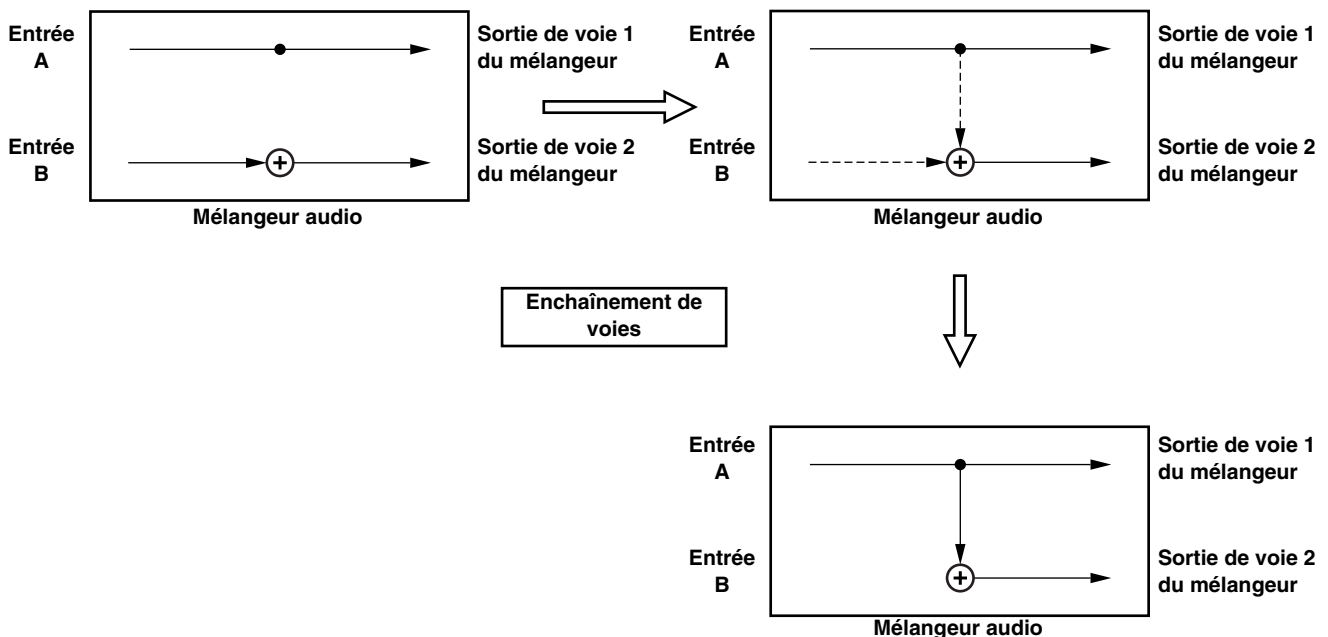 Entrée
A
Sortie de voie 1
du mélangeur
Entrée
B
Sortie de voie 2
du mélangeur
Mélangeur audio
Entrée
A
Sortie de voie 1
du mélangeur
Entrée
B
Sortie de voie 2
du mélangeur
Mélangeur audio
Enchaînement de
voies
Entrée
A
Sortie de voie 1
du mélangeur
Entrée
B
Sortie de voie 2
du mélangeur
Mélangeur audio